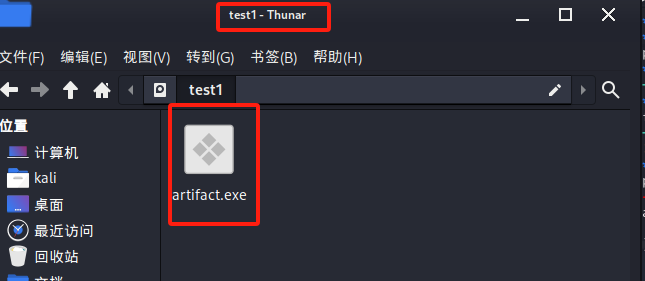 test1 - Thunar
文件(F) 编辑(E) 视图(V) 转到(G) 书签(B) 帮助(H)
test1
位置
计算机
kali
桌面
最近访问
回收站
文档
artifact.exe